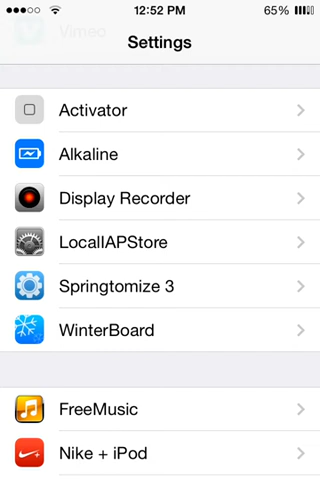 12:52 PM 65%
Vimeo
Settings
Activator
Alkaline
Display Recorder
LocalIAPStore
Springtomize 3
WinterBoard
FreeMusic
Nike + iPod